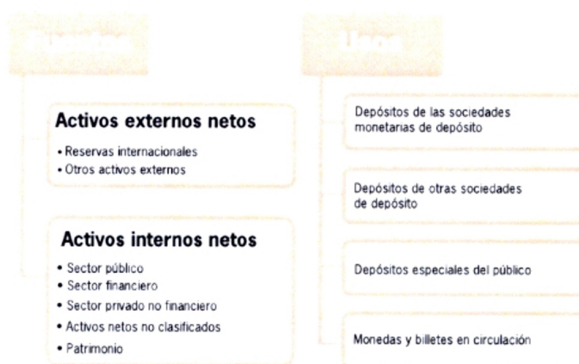 Fuentes
Activos externos netos
• Reservas internacionales
• Otros activos externos
Activos internos netos
• Sector público
• Sector financiero
• Sector privado no financiero
• Activos netos no clasificados
• Patrimonio
Usos
Depósitos de las sociedades
monetarias de depósito
Depósitos de otras sociedades
de depósito
Depósitos especiales del público
Monedas y billetes en circulación